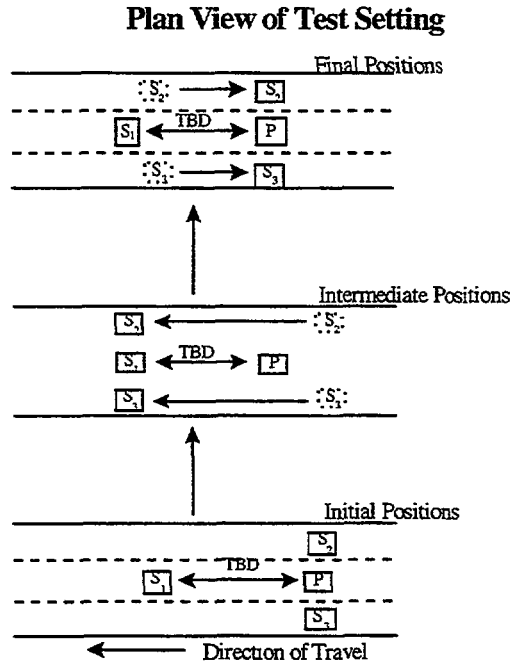 Plan View of Test Setting
Final Positions
S₂ S₂
S₁ TBD P
S₃ S₃
Intermediate Positions
S₂ S₂
S₁ TBD P
S₃ S₃
Initial Positions
S₂
S₁ TBD P
S₃
Direction of Travel